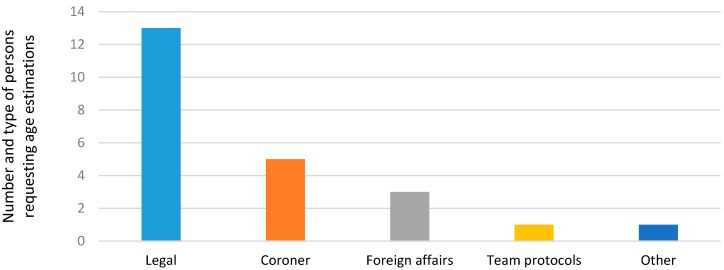 Number and type of persons
requesting age estimations
14
12
10
8
6
4
2
0
Legal
Coroner
Foreign affairs
Team protocols
Other